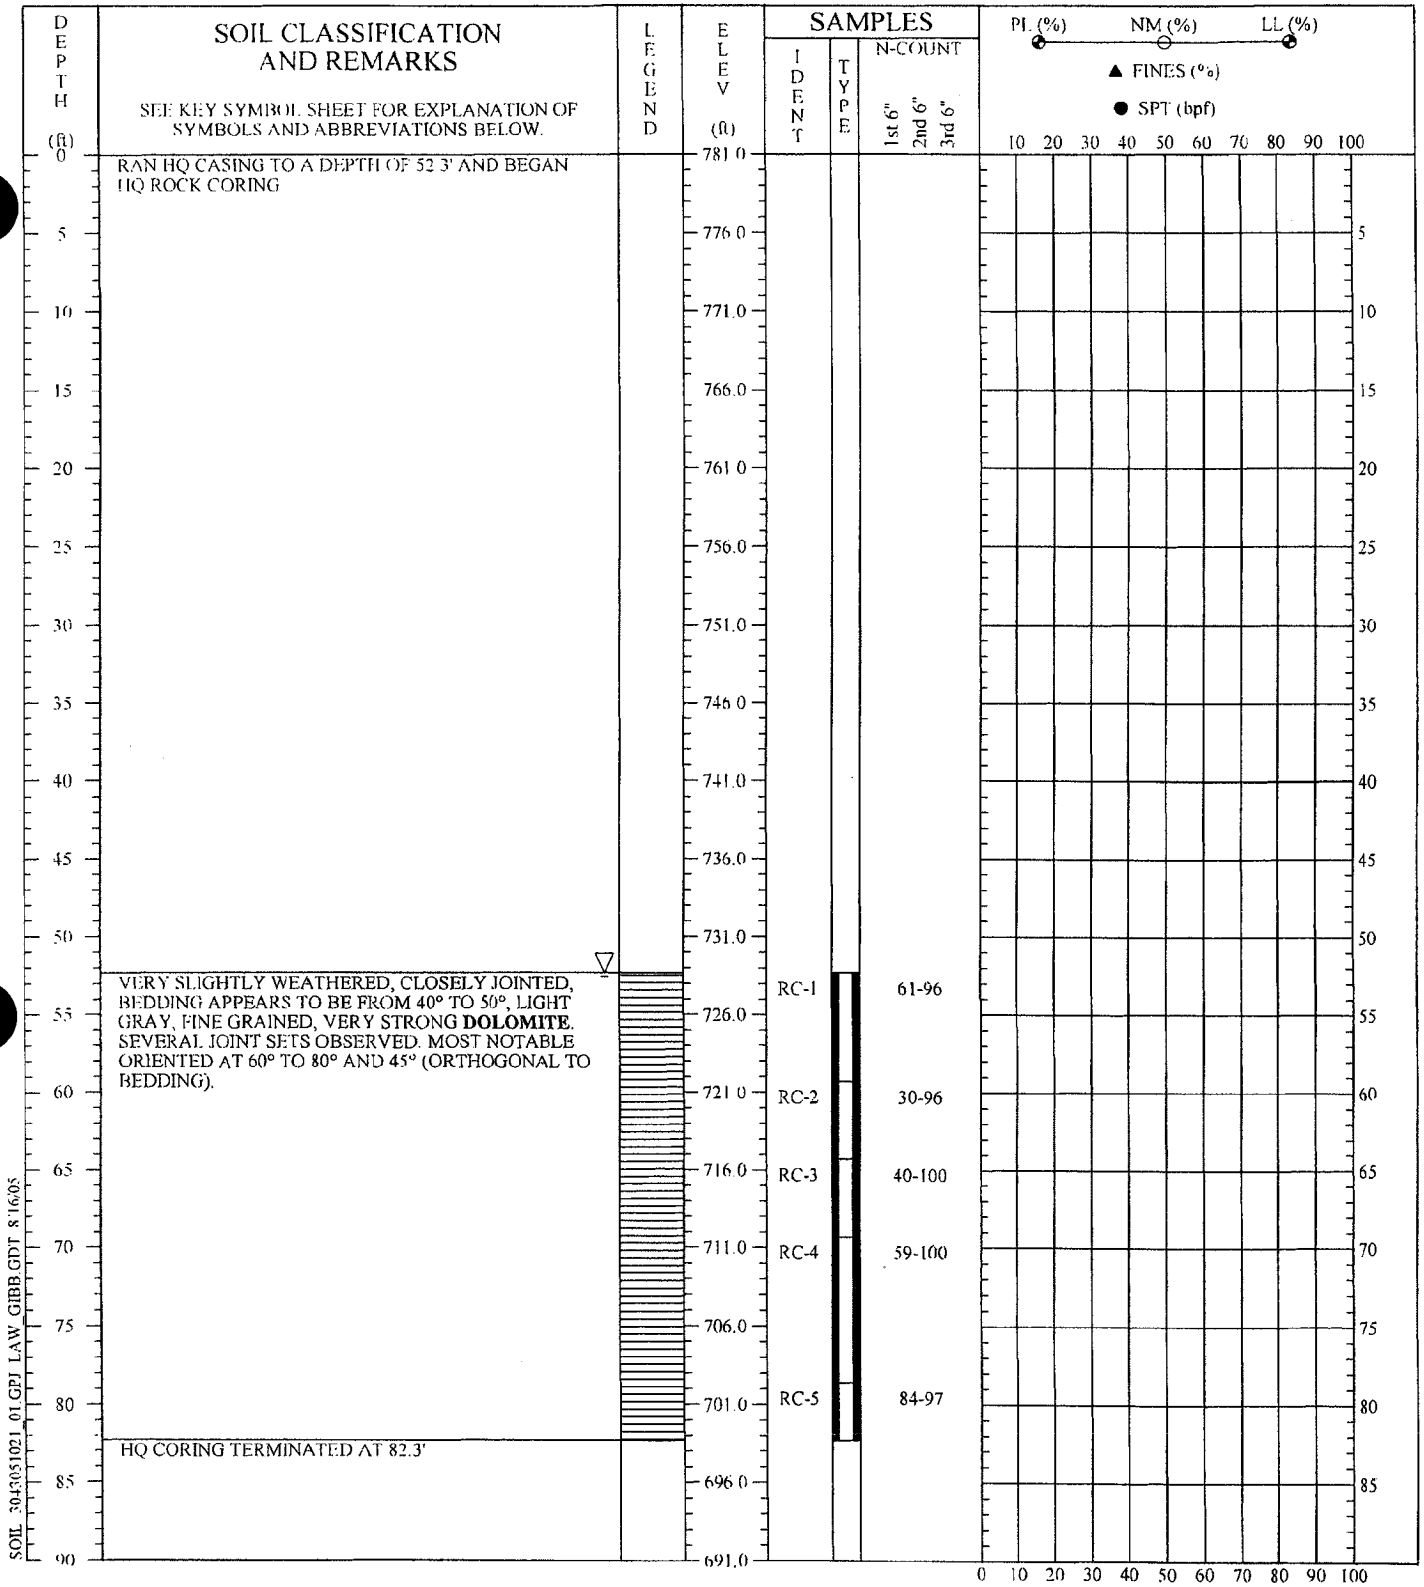 DEPTH (ft)
SOIL CLASSIFICATION
AND REMARKS
SEE KEY SYMBOL SHEET FOR EXPLANATION OF
SYMBOLS AND ABBREVIATIONS BELOW.
LEGEND
ELEV (ft)
SAMPLES
IDENT
TYPE
N-COUNT
1st 6"
2nd 6"
3rd 6"
PL (%) NM (%) LL (%)
▲ FINES (%)
● SPT (bpf)
10 20 30 40 50 60 70 80 90 100
0 781.0
RAN HQ CASING TO A DEPTH OF 52.3' AND BEGAN
HQ ROCK CORING
5 776.0 5
10 771.0 10
15 766.0 15
20 761.0 20
25 756.0 25
30 751.0 30
35 746.0 35
40 741.0 40
45 736.0 45
50 731.0 50
VERY SLIGHTLY WEATHERED, CLOSELY JOINTED,
BEDDING APPEARS TO BE FROM 40° TO 50°, LIGHT
GRAY, FINE GRAINED, VERY STRONG DOLOMITE.
SEVERAL JOINT SETS OBSERVED. MOST NOTABLE
ORIENTED AT 60° TO 80° AND 45° (ORTHOGONAL TO
BEDDING).
RC-1 61-96
55 726.0 55
60 721.0 RC-2 30-96 60
65 716.0 RC-3 40-100 65
70 711.0 RC-4 59-100 70
75 706.0 75
80 701.0 RC-5 84-97 80
HQ CORING TERMINATED AT 82.3'
85 696.0 85
90 691.0
0 10 20 30 40 50 60 70 80 90 100
SOIL 3043051021_01.GPJ LAW_GIBB.GDT 8/16/05